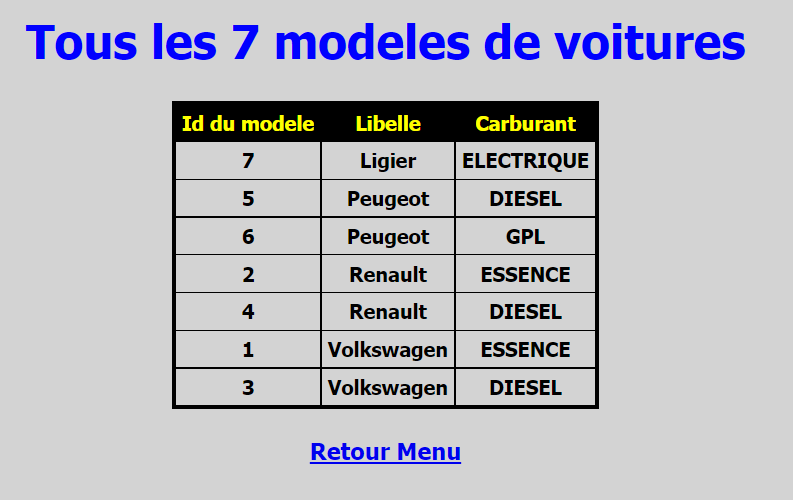 Tous les 7 modeles de voitures
Id du modele Libelle Carburant
7 Ligier ELECTRIQUE
5 Peugeot DIESEL
6 Peugeot GPL
2 Renault ESSENCE
4 Renault DIESEL
1 Volkswagen ESSENCE
3 Volkswagen DIESEL
Retour Menu